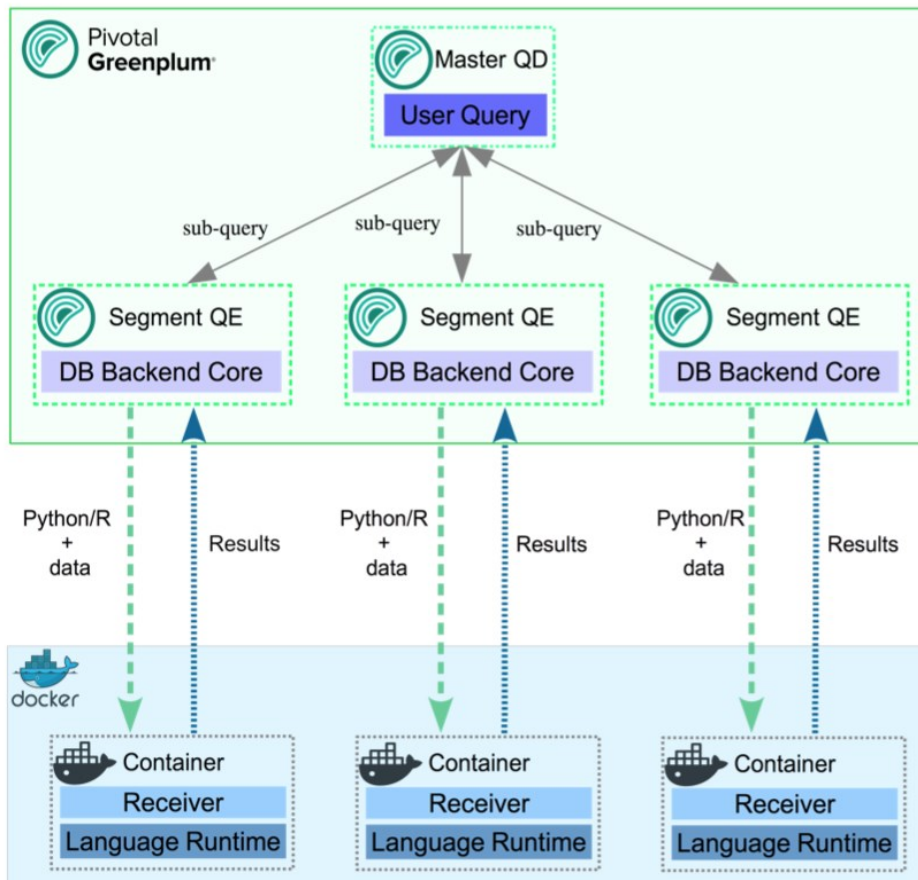 Pivotal
Greenplum®
Master QD
User Query
sub-query
sub-query
sub-query
Segment QE
DB Backend Core
Segment QE
DB Backend Core
Segment QE
DB Backend Core
Python/R
+
data
Results
Python/R
+
data
Results
Python/R
+
data
Results
docker
Container
Receiver
Language Runtime
Container
Receiver
Language Runtime
Container
Receiver
Language Runtime